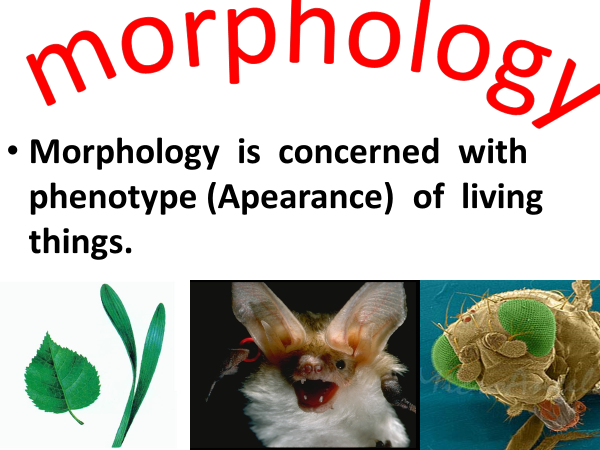 morphology
• Morphology is concerned with
phenotype (Apearance) of living
things.